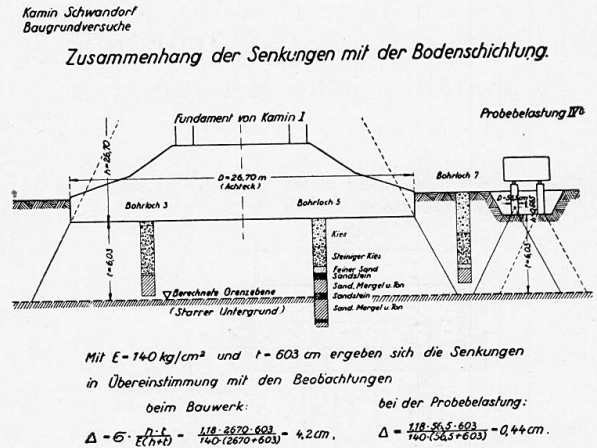 Kamin Schwandorf
Baugrundversuche
Zusammenhang der Senkungen mit der Bodenschichtung.
Fundament von Kamin I
Probebelastung IVb
h=26,70
D=26,70 m
(Achteck)
Bohrloch 3
Bohrloch 5
Bohrloch 7
Kies
Steiniger Kies
Feiner Sand
Sandstein
Sand. Mergel u. Ton
Sandstein
Sand. Mergel u. Ton
t=6,03
t=6,03
Berechnete Grenzebene
(Starrer Untergrund)
Mit E=140 kg/cm² und t=603 cm ergeben sich die Senkungen
in Übereinstimmung mit den Beobachtungen
beim Bauwerk:
bei der Probebelastung:
Δ = σ · h·t / E(h+t) = 1,18·2670·603 / 140·(2670+603) = 4,2 cm,
Δ = 1,18·56,5·603 / 140·(56,5+603) = 0,44 cm.